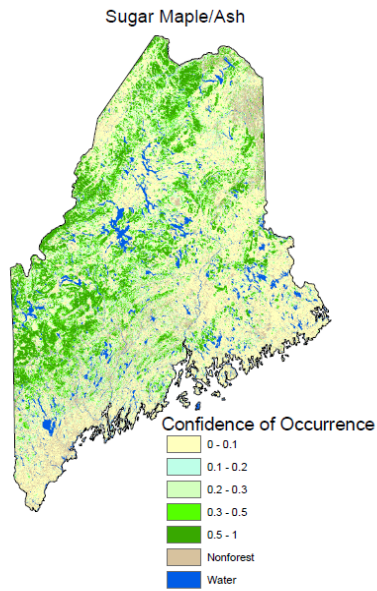 Sugar Maple/Ash
Confidence of Occurrence
0 - 0.1
0.1 - 0.2
0.2 - 0.3
0.3 - 0.5
0.5 - 1
Nonforest
Water